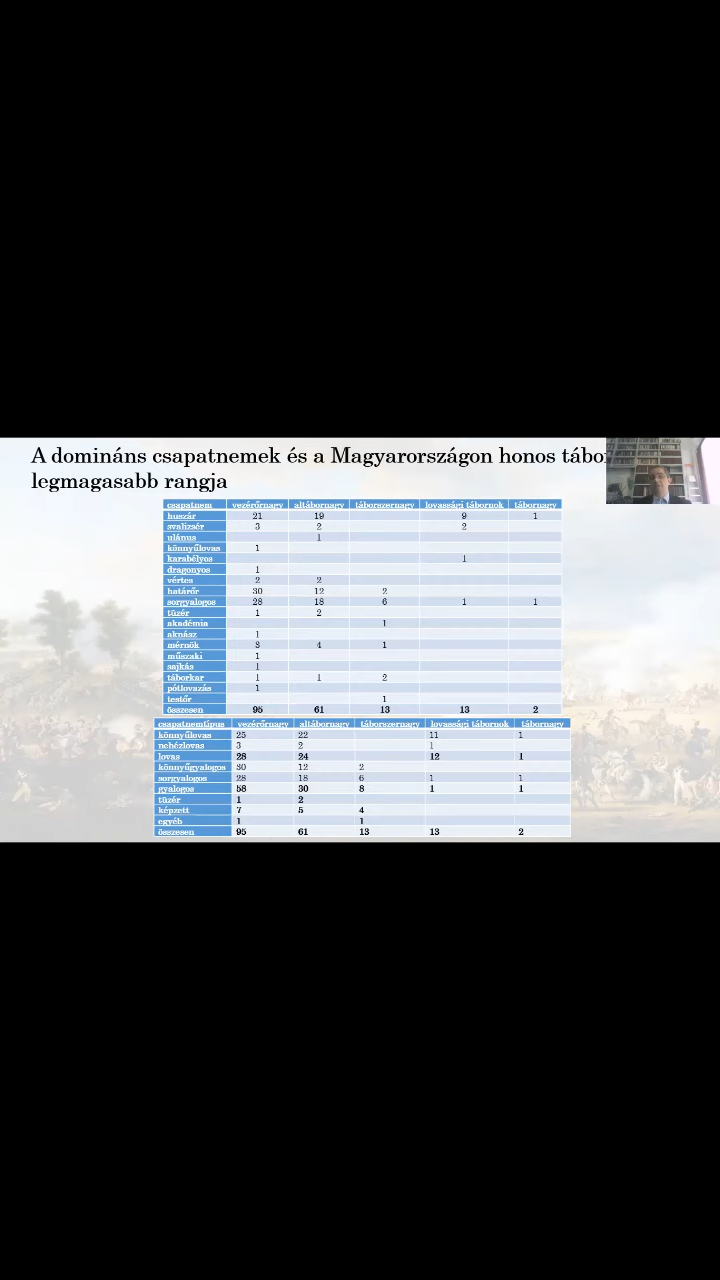 A domináns csapatnemek és a Magyarországon honos
legmagasabb rangja
csapatnem vezérőrnagy altábornagy táborszernagy lovassági tábornok tábornagy
huszár 21 19 9 1
svalizsér 3 2 2
ulánus 1
könnyűlovas 1
karabélyos 1
dragonyos 1
vértes 2 2
határőr 30 12 2
sorgyalogos 28 18 6 1 1
tüzér 1 2
akadémia 1
aknász 1
mérnök 3 4 1
műszaki 1
sajkás 1
táborkar 1 1 2
pótlovazás 1
testőr 1
összesen 95 61 13 13 2
csapatnemtípus vezérőrnagy altábornagy táborszernagy lovassági tábornok tábornagy
könnyűlovas 25 22 11 1
nehézlovas 3 2 1
lovas 28 24 12 1
könnyűgyalogos 30 12 2
sorgyalogos 28 18 6 1 1
gyalogos 58 30 8 1 1
tüzér 1 2
képzett 7 5 4
egyéb 1 1
összesen 95 61 13 13 2